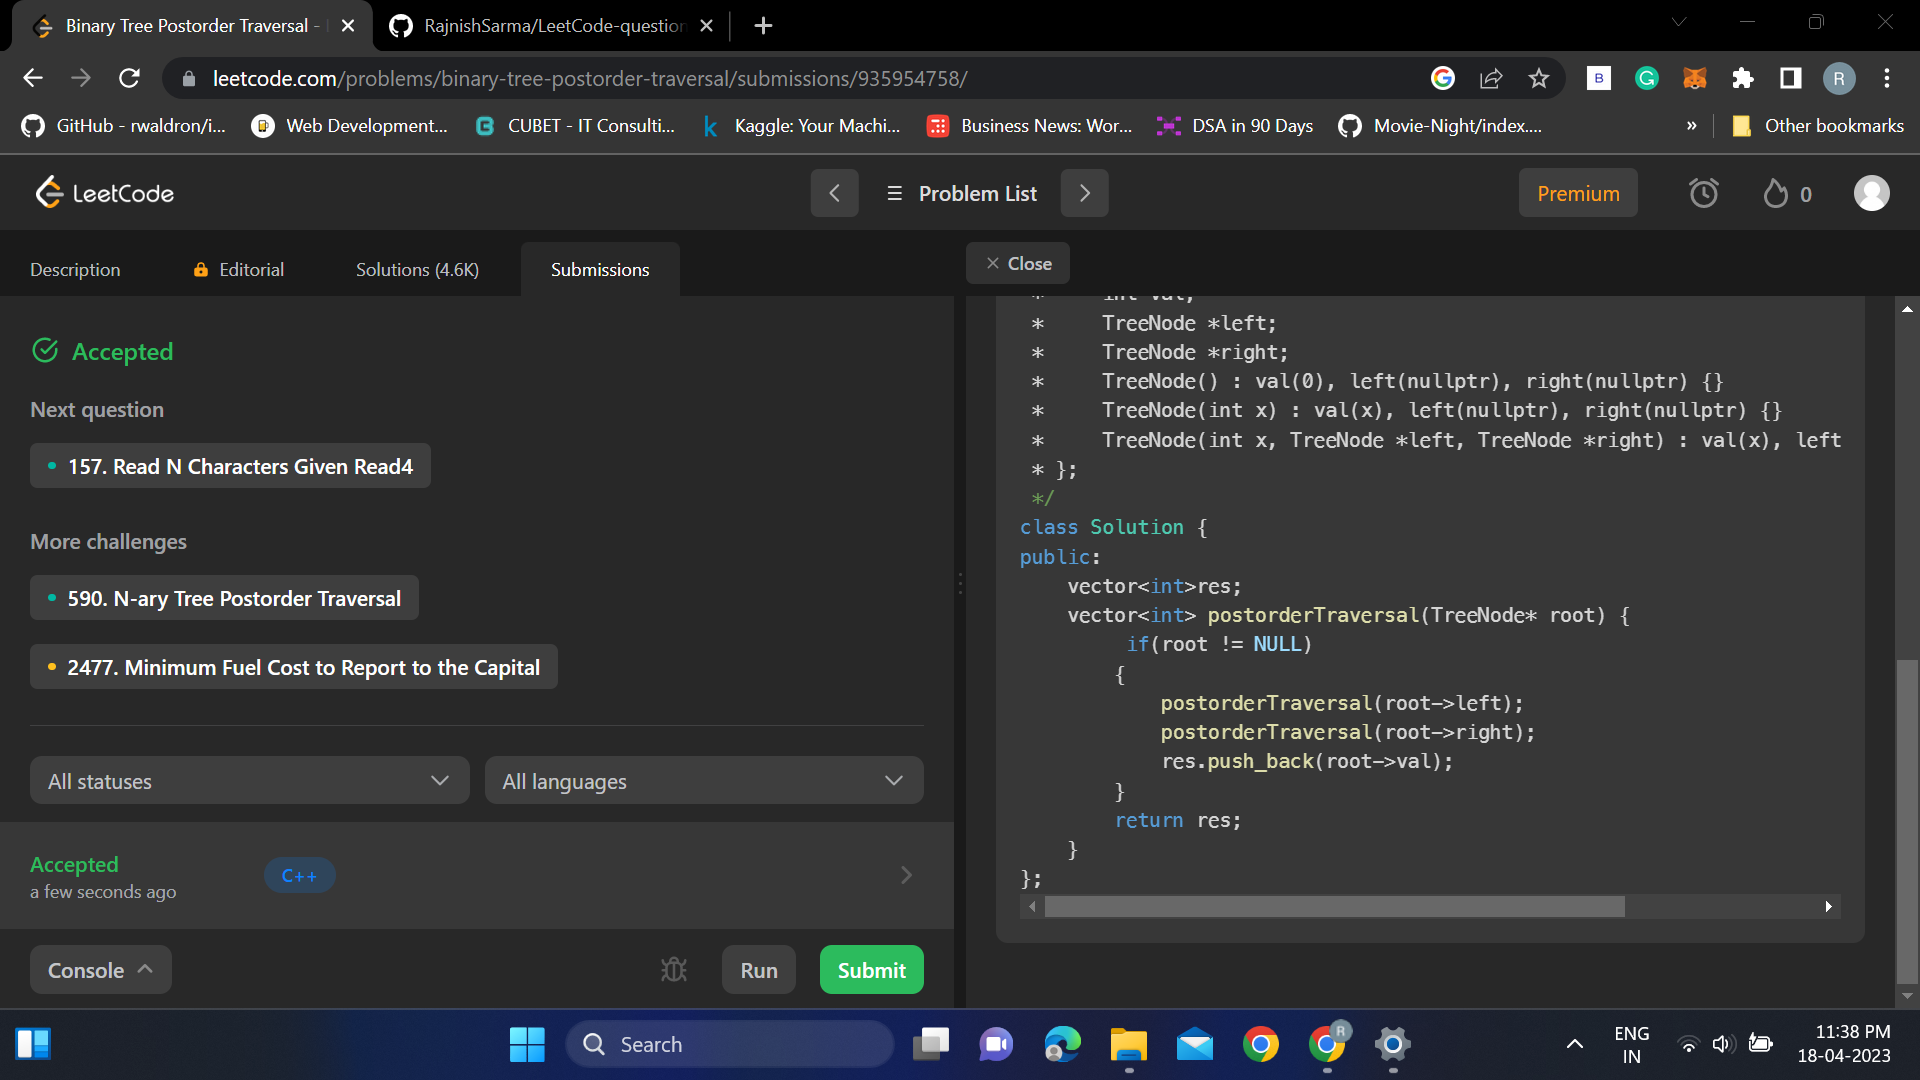 Binary Tree Postorder Traversal -
RajnishSarma/LeetCode-question
leetcode.com/problems/binary-tree-postorder-traversal/submissions/935954758/
R
GitHub - rwaldron/i...
Web Development...
CUBET - IT Consulti...
Kaggle: Your Machi...
Business News: Wor...
DSA in 90 Days
Movie-Night/index....
»
Other bookmarks
LeetCode
Problem List
Premium
0
Description
Editorial
Solutions (4.6K)
Submissions
Close
Accepted
Next question
157. Read N Characters Given Read4
More challenges
590. N-ary Tree Postorder Traversal
2477. Minimum Fuel Cost to Report to the Capital
All statuses
All languages
Accepted
a few seconds ago
C++
Console
Run
Submit
* int val;
* TreeNode *left;
* TreeNode *right;
* TreeNode() : val(0), left(nullptr), right(nullptr) {}
* TreeNode(int x) : val(x), left(nullptr), right(nullptr) {}
* TreeNode(int x, TreeNode *left, TreeNode *right) : val(x), left
* };
*/
class Solution {
public:
vector<int>res;
vector<int> postorderTraversal(TreeNode* root) {
if(root != NULL)
{
postorderTraversal(root->left);
postorderTraversal(root->right);
res.push_back(root->val);
}
return res;
}
};
Search
R
ENG
IN
11:38 PM
18-04-2023